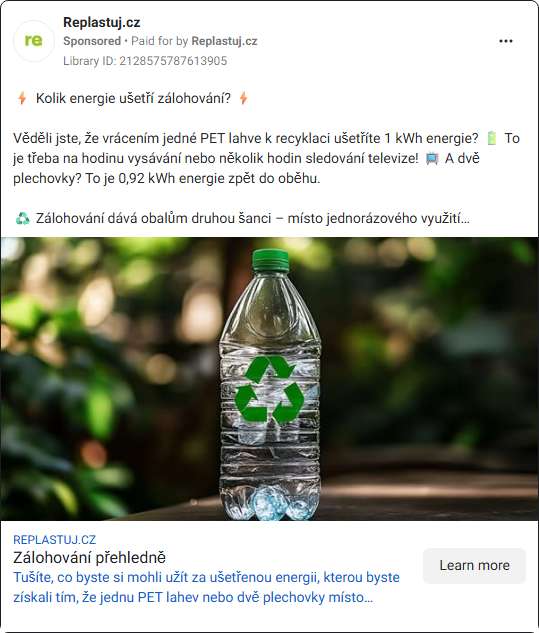 re
Replastuj.cz
Sponsored • Paid for by Replastuj.cz
Library ID: 2128575787613905
⚡ Kolik energie ušetří zálohování? ⚡
Věděli jste, že vrácením jedné PET lahve k recyklaci ušetříte 1 kWh energie? 🔋 To
je třeba na hodinu vysávání nebo několik hodin sledování televize! 📺 A dvě
plechovky? To je 0,92 kWh energie zpět do oběhu.
♻️ Zálohování dává obalům druhou šanci – místo jednorázového využití...
REPLASTUJ.CZ
Zálohování přehledně
Tušíte, co byste si mohli užít za ušetřenou energii, kterou byste
získali tím, že jednu PET lahev nebo dvě plechovky místo...
Learn more